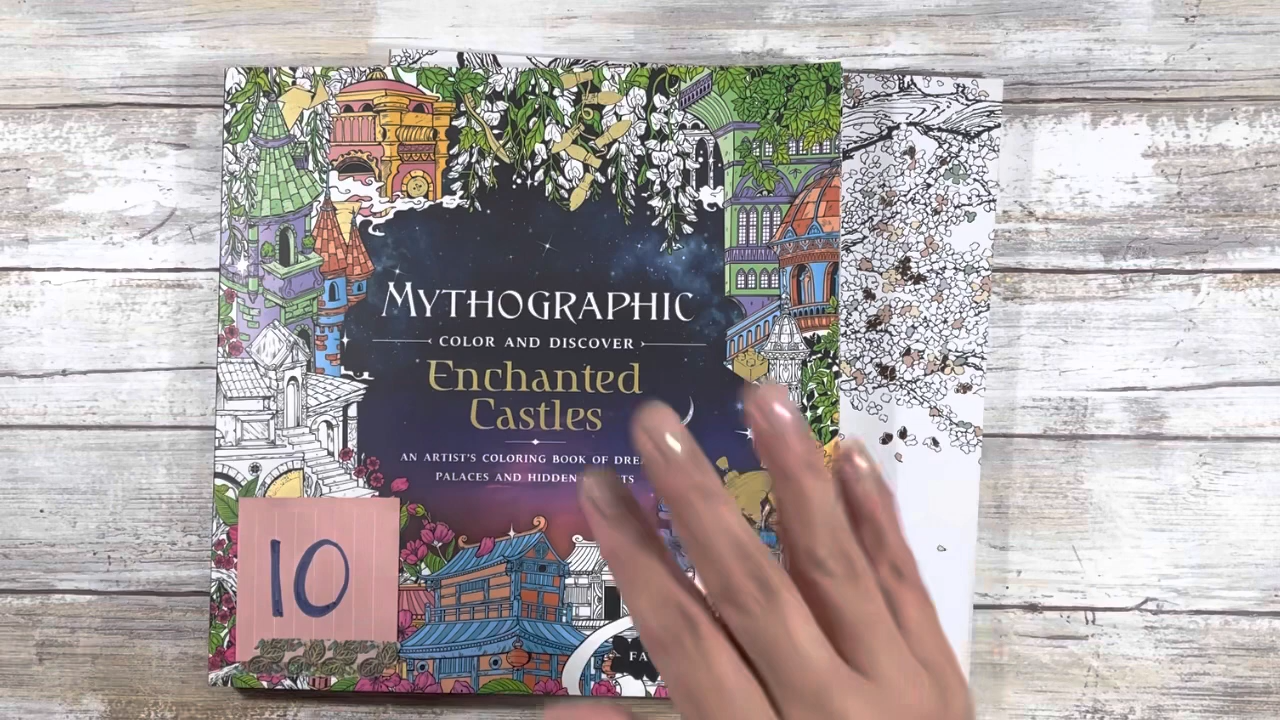 MYTHOGRAPHIC
COLOR AND DISCOVER
Enchanted
Castles
AN ARTIST'S COLORING BOOK OF
PALACES AND HIDDEN
10